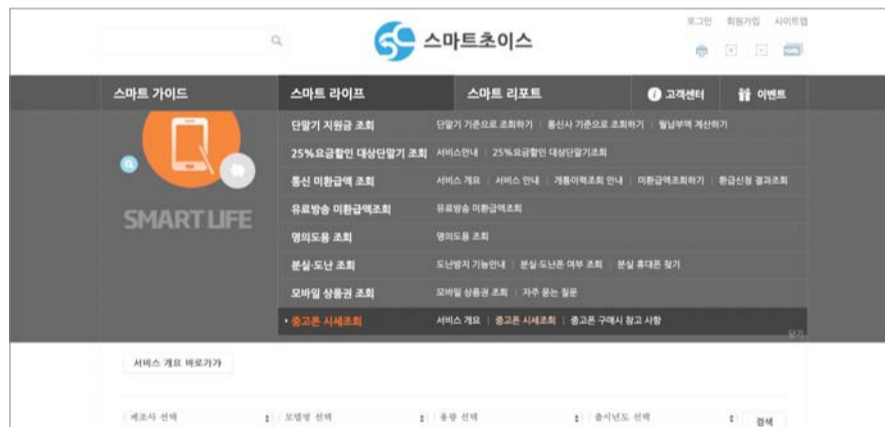 로그인 회원가입 사이트맵
스마트초이스
스마트 가이드 스마트 라이프 스마트 리포트 고객센터 이벤트
단말기 지원금 조회 단말기 기준으로 조회하기 통신사 기준으로 조회하기 월납부액 계산하기
25%요금할인 대상단말기 조회 서비스안내 25%요금할인 대상단말기조회
통신 미환급액 조회 서비스 개요 서비스 안내 개통이력조회 안내 미환급액조회하기 환급신청 결과조회
유료방송 미환급액조회 유료방송 미환급액조회
SMART LIFE
명의도용 조회 명의도용 조회
분실·도난 조회 도난방지 기능안내 분실·도난폰 여부 조회 분실 휴대폰 찾기
모바일 상품권 조회 모바일 상품권 조회 자주 묻는 질문
중고폰 시세조회 서비스 개요 중고폰 시세조회 중고폰 구매시 참고 사항
닫기
서비스 개요 바로가기
제조사 선택 모델명 선택 용량 선택 출시년도 선택 검색